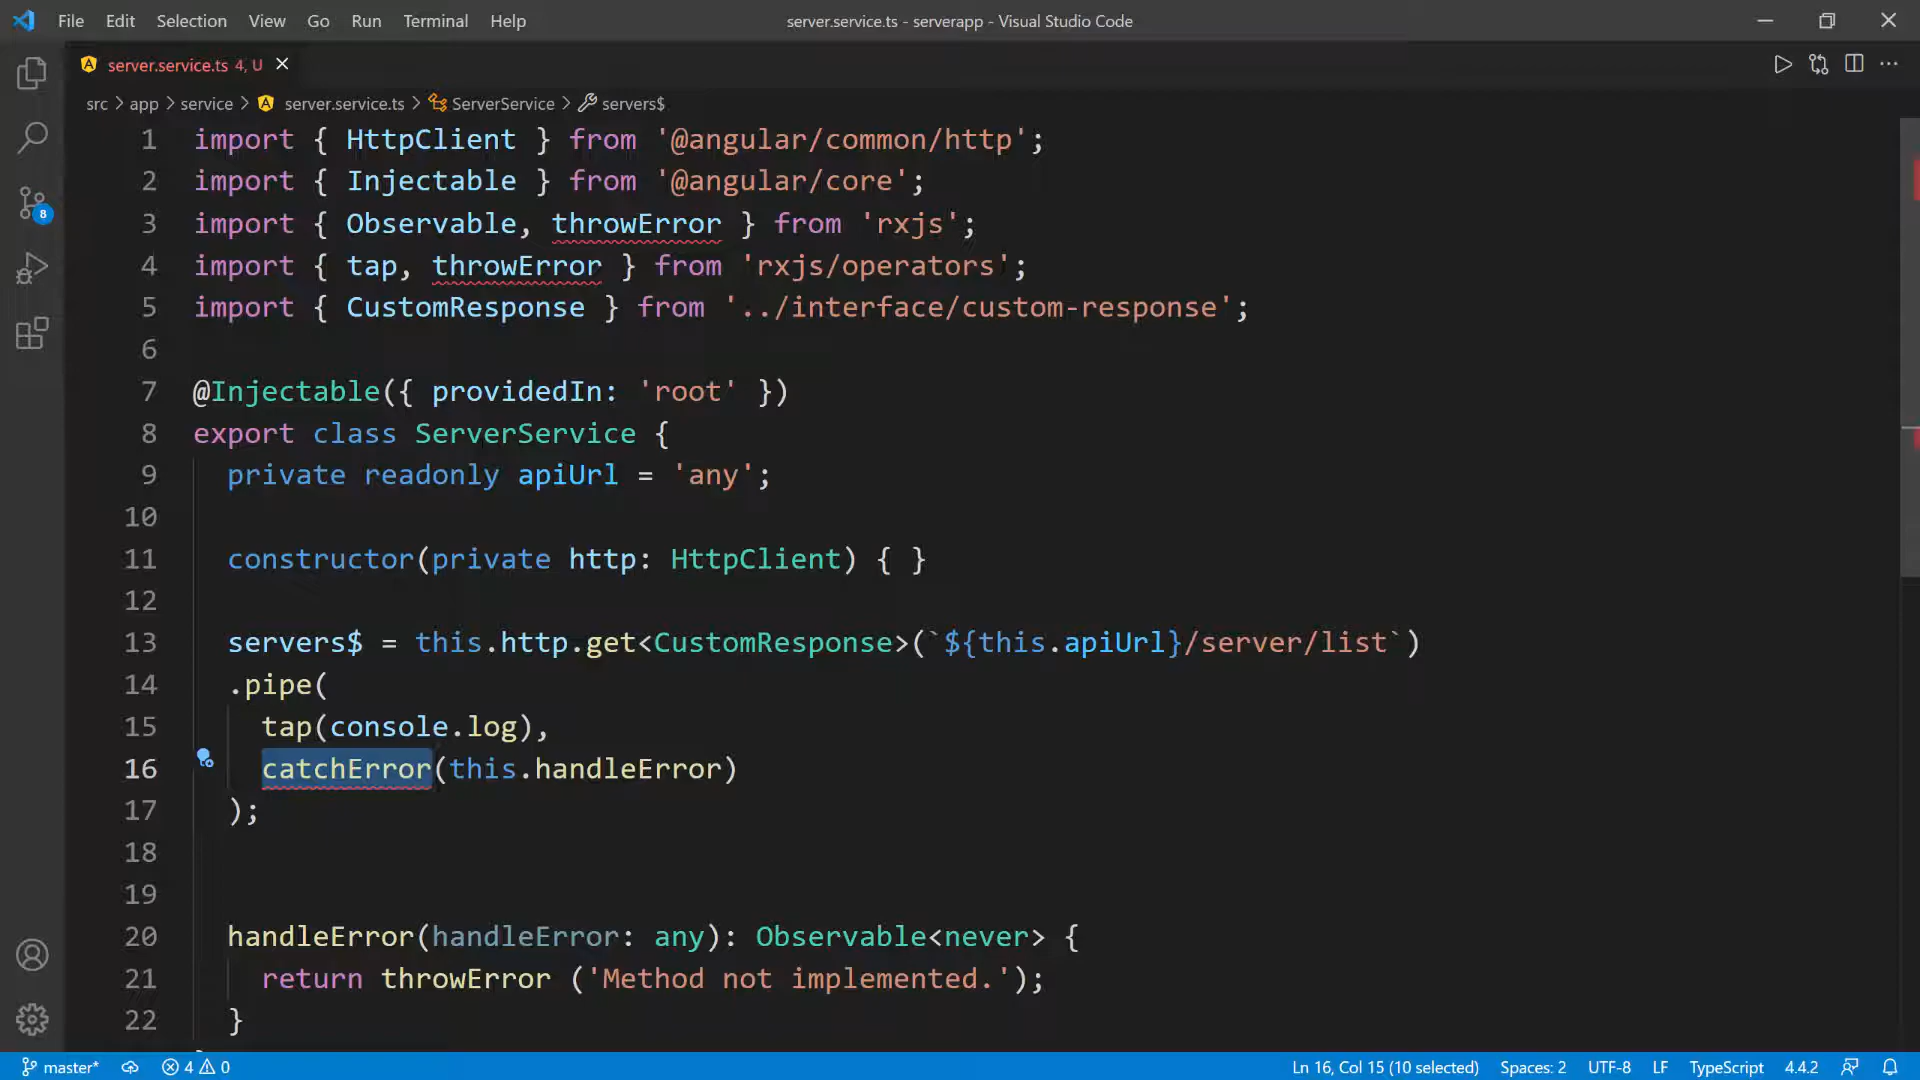 File Edit Selection View Go Run Terminal Help server.service.ts - serverapp - Visual Studio Code
server.service.ts 4, U
src > app > service > server.service.ts > ServerService > servers$
1 import { HttpClient } from '@angular/common/http';
2 import { Injectable } from '@angular/core';
3 import { Observable, throwError } from 'rxjs';
4 import { tap, throwError } from 'rxjs/operators';
5 import { CustomResponse } from '../interface/custom-response';
6
7 @Injectable({ providedIn: 'root' })
8 export class ServerService {
9 private readonly apiUrl = 'any';
10
11 constructor(private http: HttpClient) { }
12
13 servers$ = this.http.get<CustomResponse>(`${this.apiUrl}/server/list`)
14 .pipe(
15 tap(console.log),
16 catchError(this.handleError)
17 );
18
19
20 handleError(handleError: any): Observable<never> {
21 return throwError ('Method not implemented.');
22 }
8
master* 4 0 Ln 16, Col 15 (10 selected) Spaces: 2 UTF-8 LF TypeScript 4.4.2